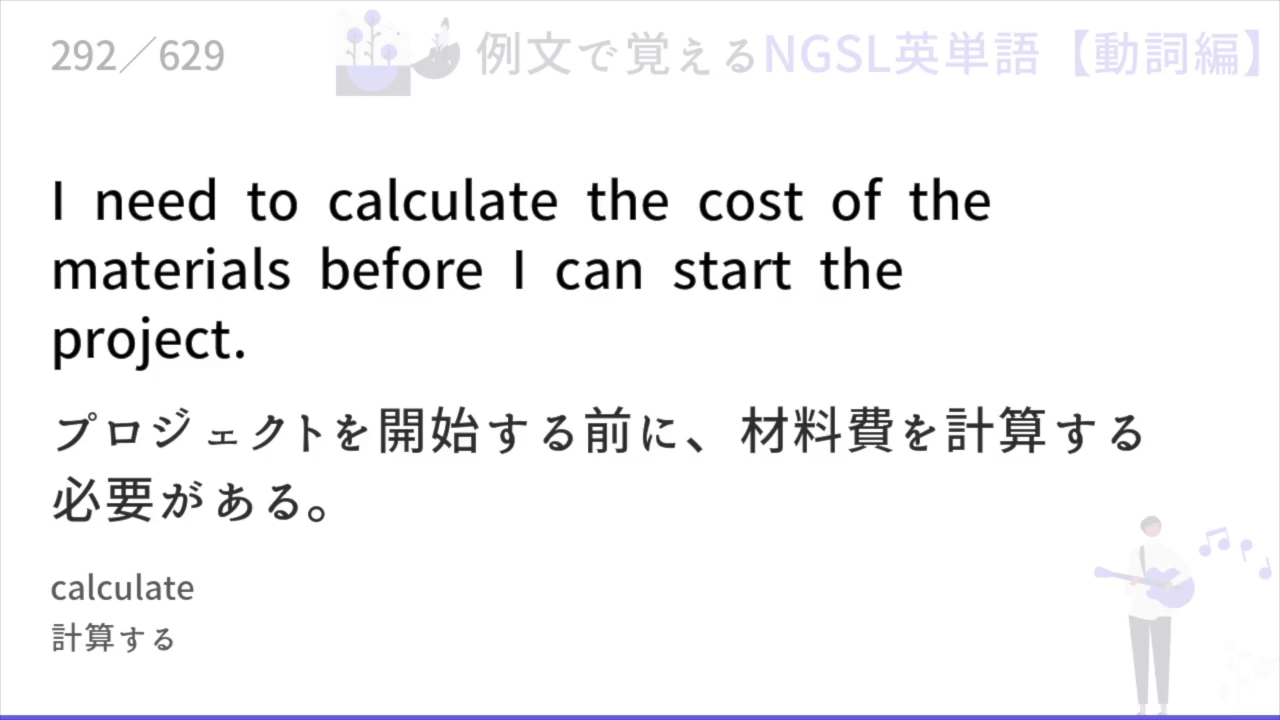 292／629
例文で覚えるNGSL英単語【動詞編】
I need to calculate the cost of the
materials before I can start the
project.
プロジェクトを開始する前に、材料費を計算する
必要がある。
calculate
計算する